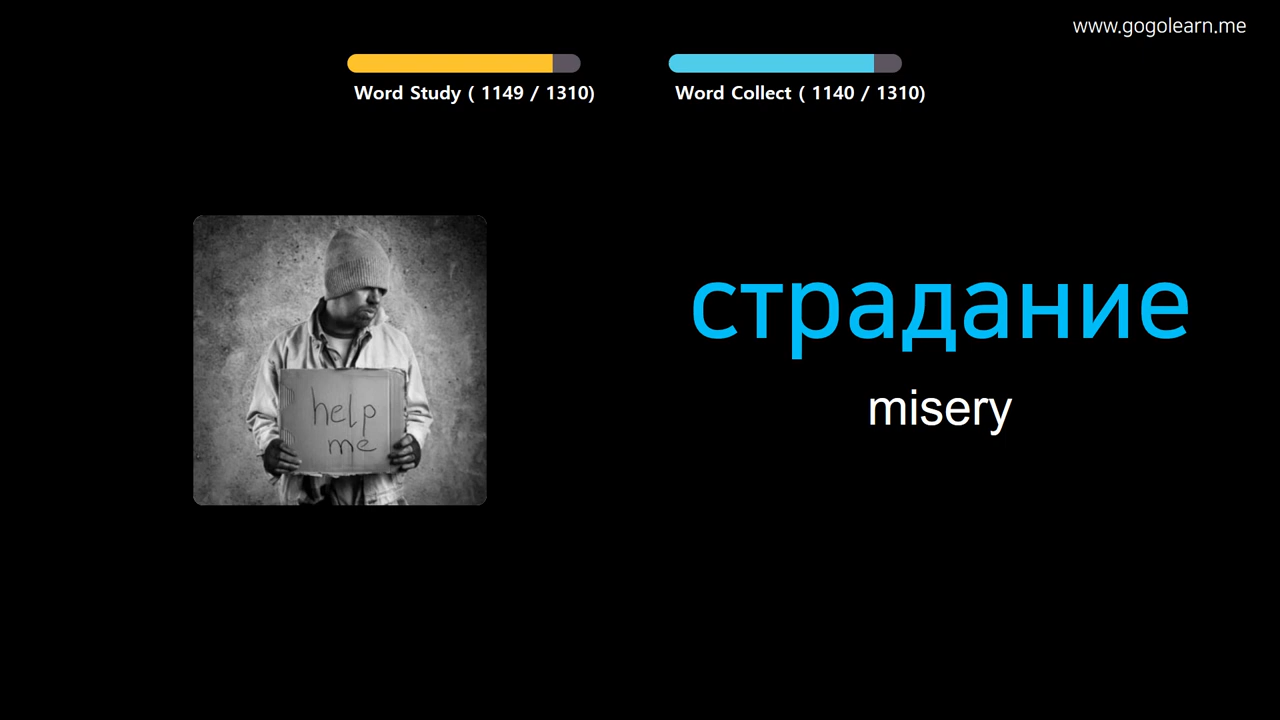 www.gogolearn.me
Word Study ( 1149 / 1310)
Word Collect ( 1140 / 1310)
страдание
misery
help
me